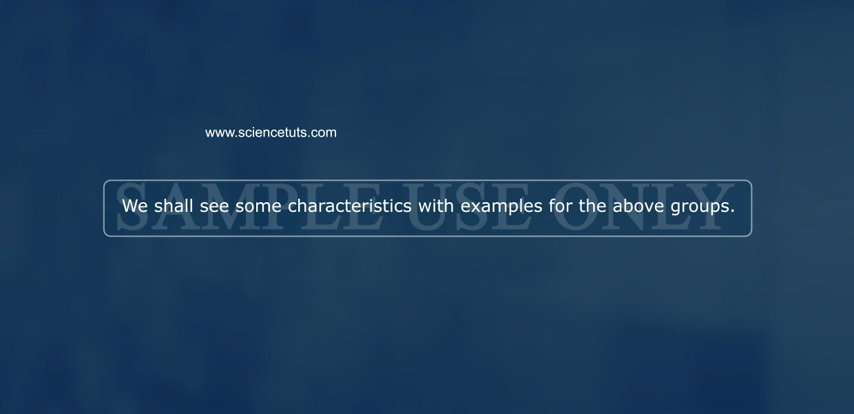 www.sciencetuts.com
SAMPLE USE ONLY
We shall see some characteristics with examples for the above groups.